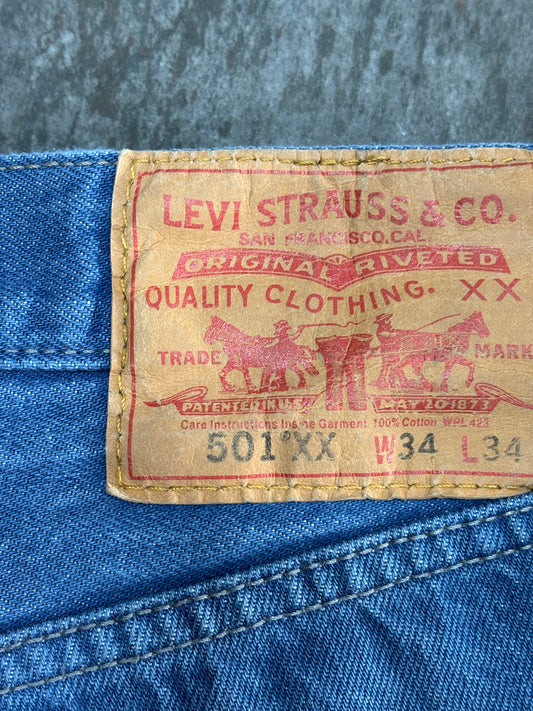 LEVI STRAUSS & CO.
SAN FRANCISCO, CAL.
ORIGINAL RIVETED
QUALITY CLOTHING. XX
TRADE MARK
PATENTED IN U.S. MAY 20 1873
Care Instructions Inside Garment 100% Cotton WPL 423
501®XX W34 L34